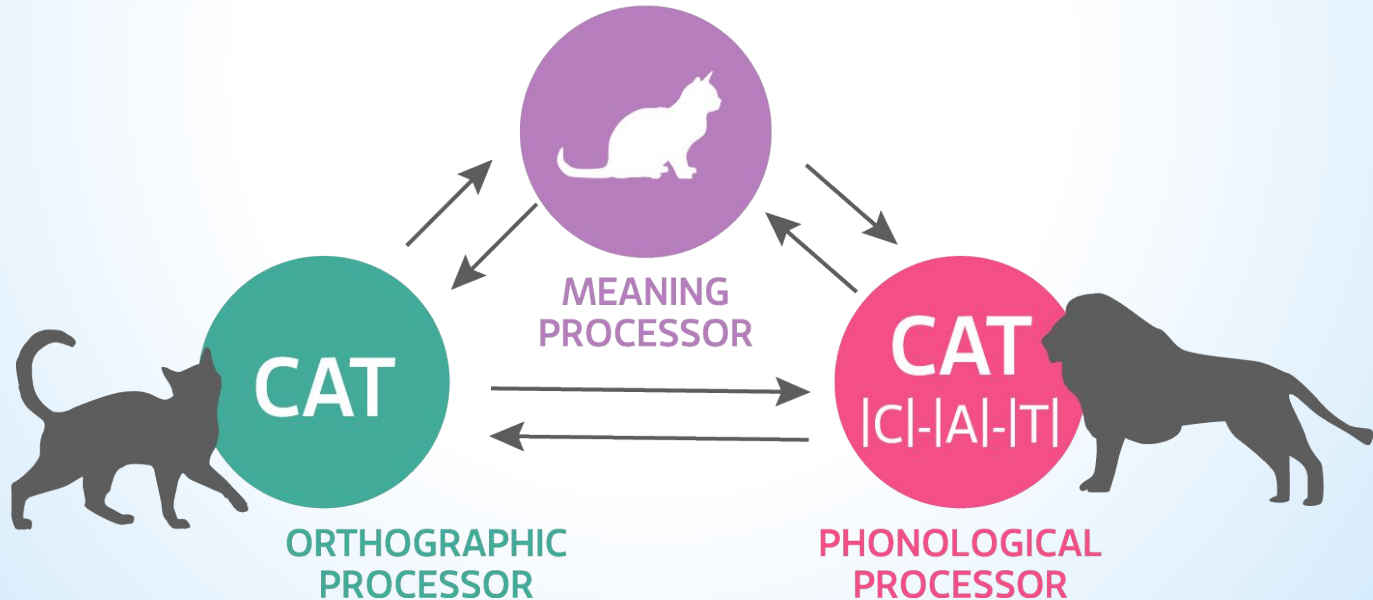 MEANING
PROCESSOR
CAT
CAT
|C|-|A|-|T|
ORTHOGRAPHIC
PROCESSOR
PHONOLOGICAL
PROCESSOR